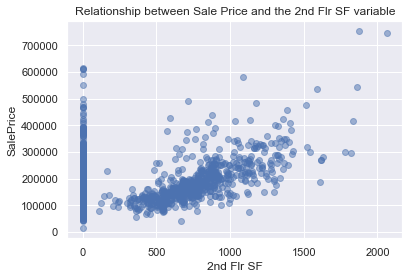 Relationship between Sale Price and the 2nd Flr SF variable
700000
600000
500000
400000
300000
200000
100000
0
SalePrice
0 500 1000 1500 2000
2nd Flr SF